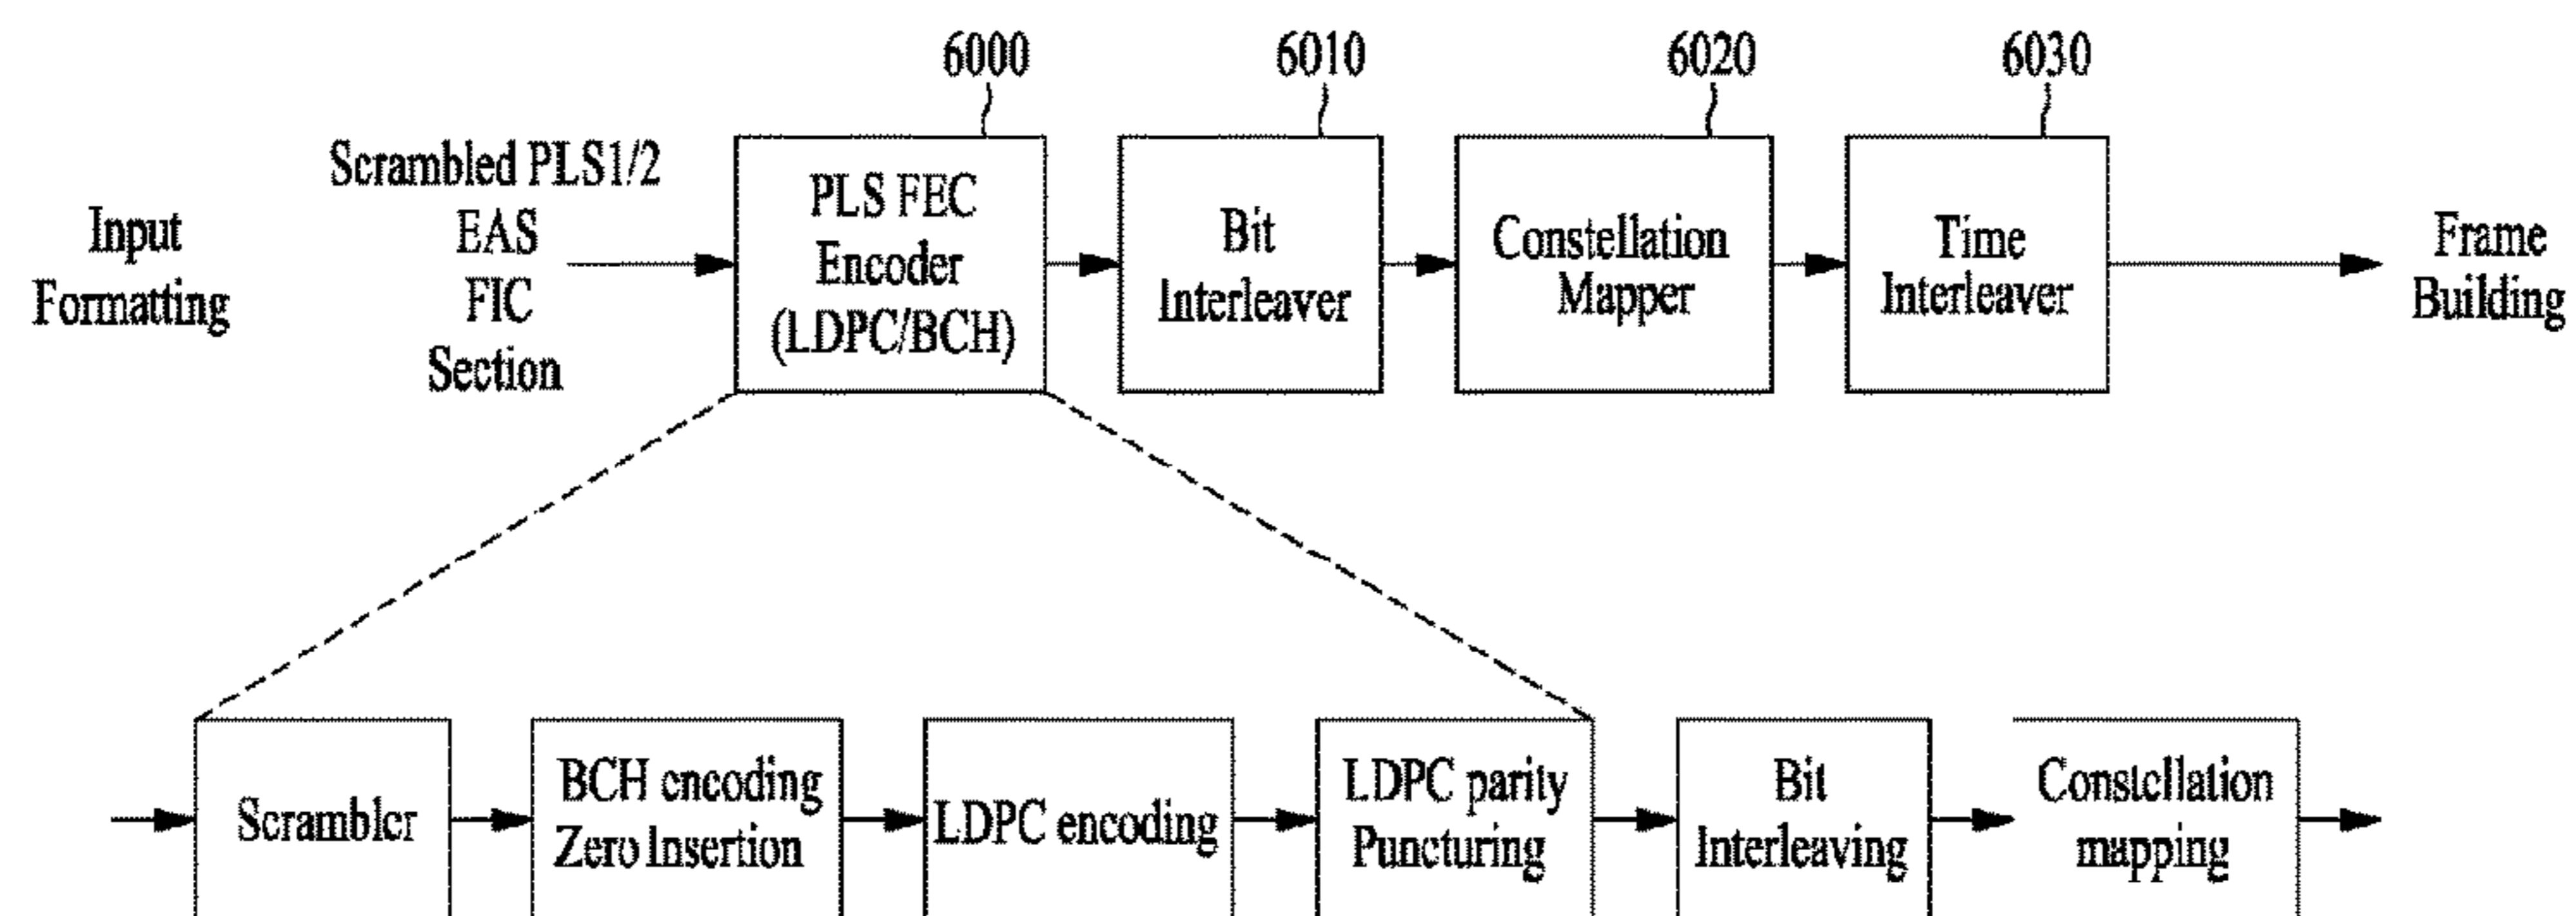 6000
6010
6020
6030
Input
Formatting
Scrambled PLS1/2
EAS
FIC
Section
PLS FEC
Encoder
(LDPC/BCH)
Bit
Interleaver
Constellation
Mapper
Time
Interleaver
Frame
Building
Scrambler
BCH encoding
Zero Insertion
LDPC encoding
LDPC parity
Puncturing
Bit
Interleaving
Constellation
mapping